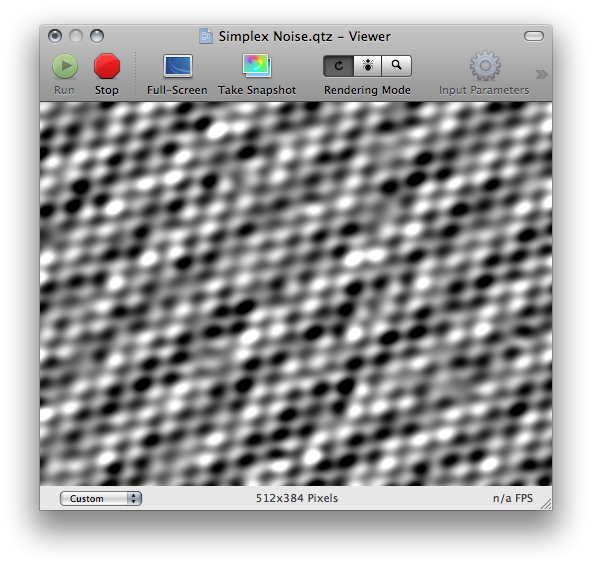 Simplex Noise.qtz – Viewer
Run Stop Full-Screen Take Snapshot Rendering Mode Input Parameters
Custom 512x384 Pixels n/a FPS